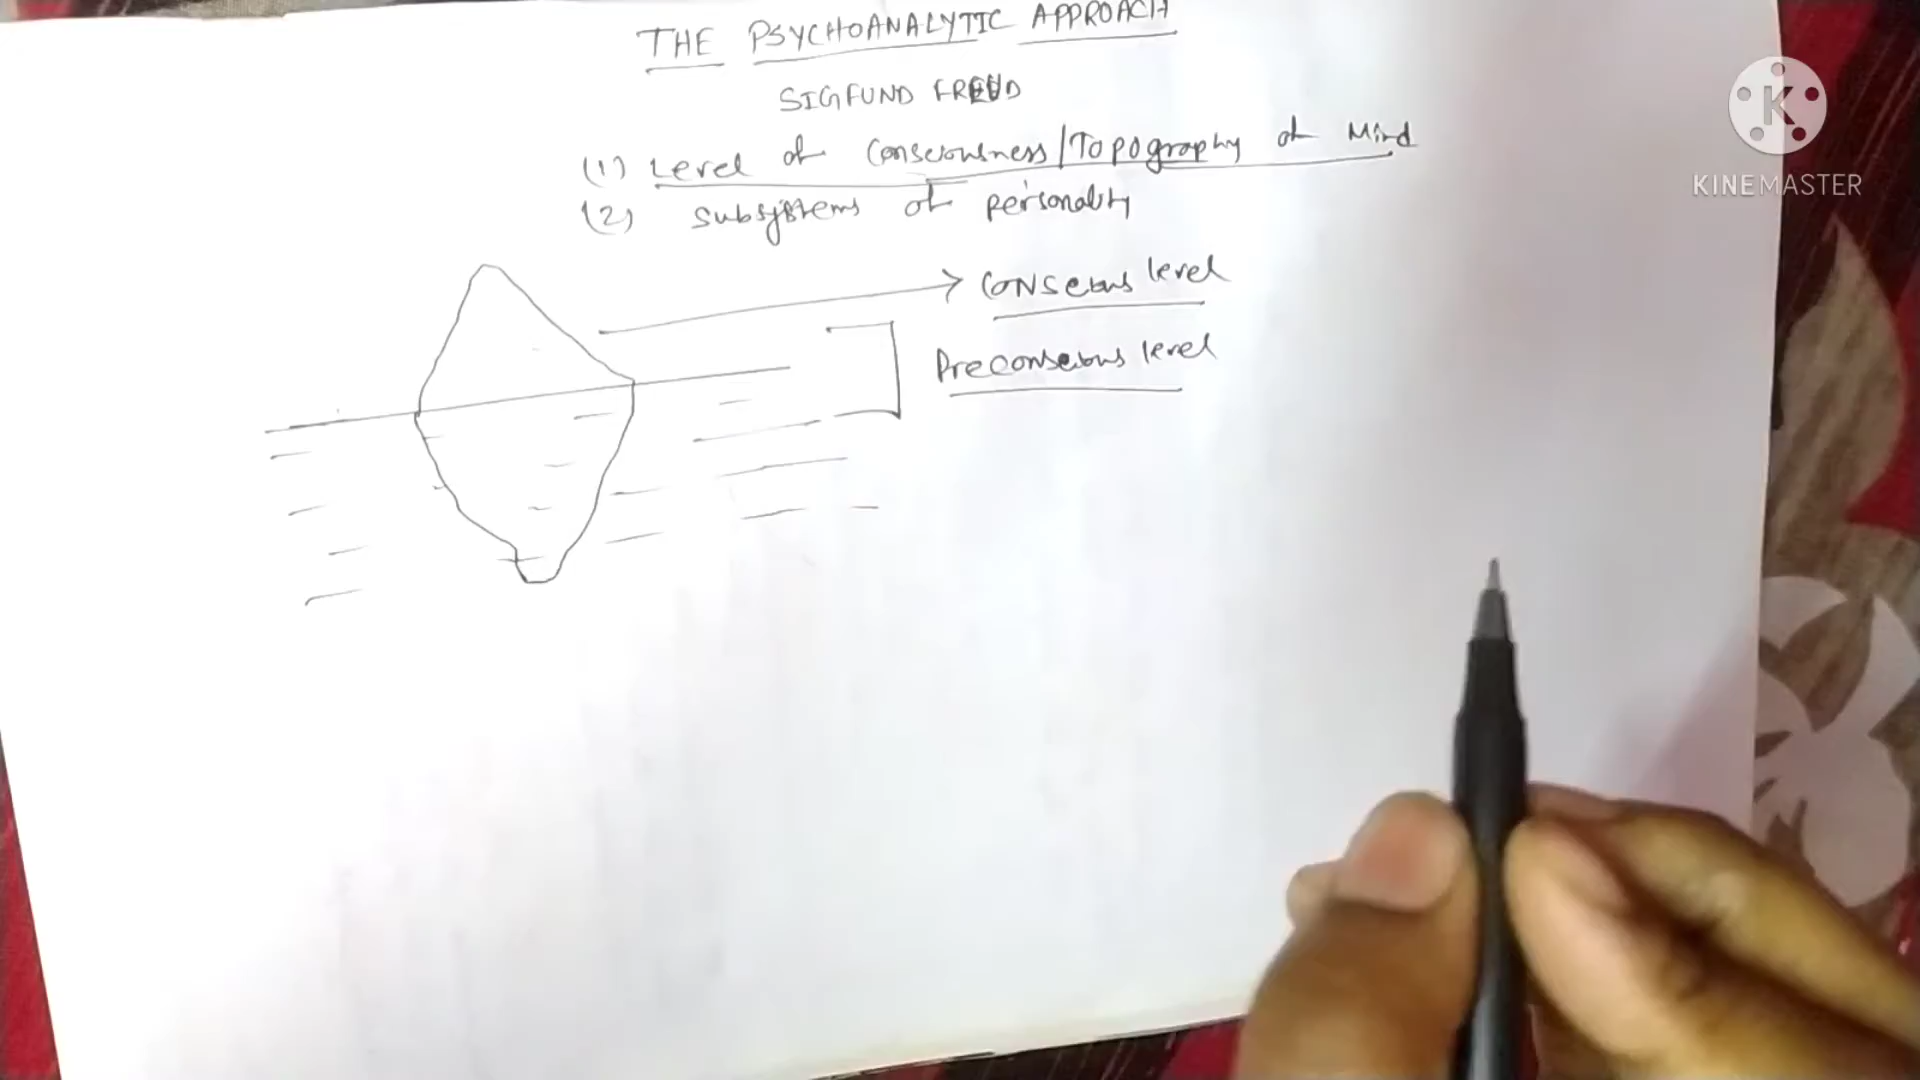 THE PSYCHOANALYTIC APPROACH
SIGFUND FREUD
(1) Level of Consciousness/Topography of Mind
(2) subsystems of personality
Conscious level
Preconscious level
K
KINEMASTER